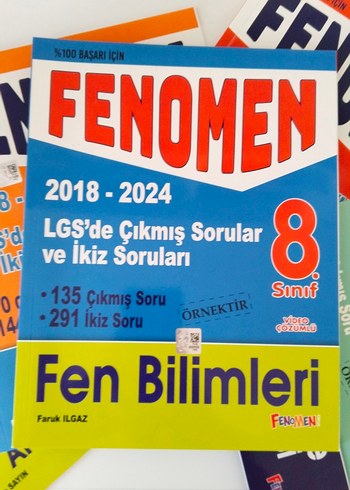 %100 BAŞARI İÇİN
FENOMEN
2018 - 2024
LGS'de Çıkmış Sorular
ve İkiz Soruları
8.
Sınıf
• 135 Çıkmış Soru
• 291 İkiz Soru
ÖRNEKTİR
VİDEO
ÇÖZÜMLÜ
Fen Bilimleri
Faruk ILGAZ
FENOMEN